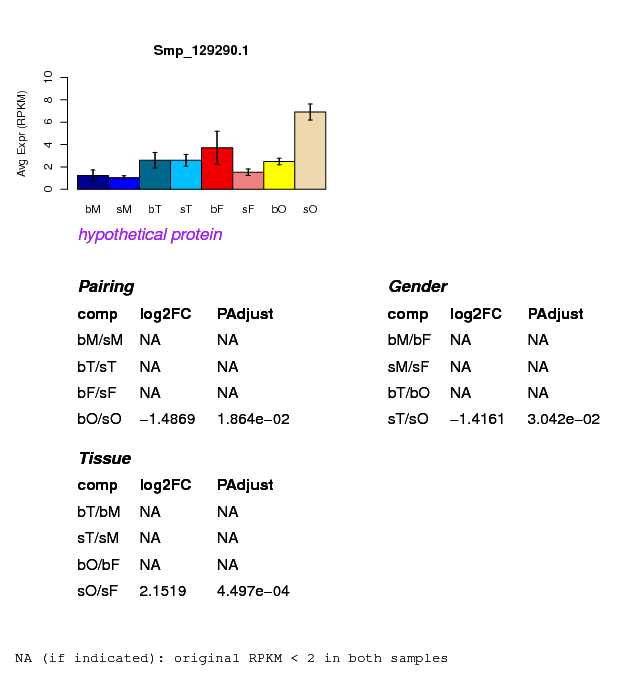 Smp_129290.1
Avg Expr (RPKM)
0 2 4 6 8 10
bM sM bT sT bF sF bO sO
hypothetical protein
Pairing
comp log2FC PAdjust
bM/sM NA NA
bT/sT NA NA
bF/sF NA NA
bO/sO −1.4869 1.864e−02
Gender
comp log2FC PAdjust
bM/bF NA NA
sM/sF NA NA
bT/bO NA NA
sT/sO −1.4161 3.042e−02
Tissue
comp log2FC PAdjust
bT/bM NA NA
sT/sM NA NA
bO/bF NA NA
sO/sF 2.1519 4.497e−04
NA (if indicated): original RPKM < 2 in both samples